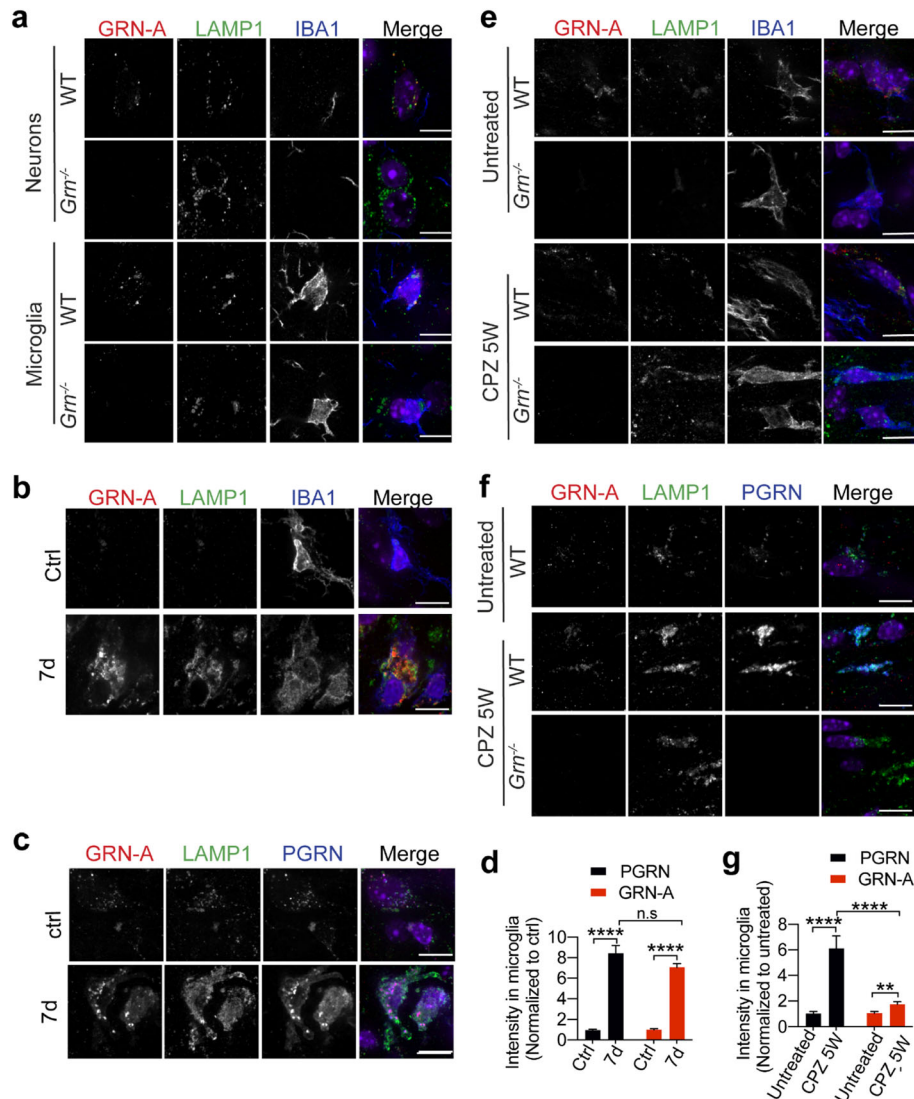 a
GRN-A LAMP1 IBA1 Merge
Neurons
WT
Grn-/-
Microglia
WT
Grn-/-
b
GRN-A LAMP1 IBA1 Merge
Ctrl
7d
c
GRN-A LAMP1 PGRN Merge
ctrl
7d
d
PGRN
GRN-A
n.s
**** ****
Intensity in microglia
(Normalized to ctrl)
10
8
6
4
2
0
Ctrl 7d Ctrl 7d
e
GRN-A LAMP1 IBA1 Merge
Untreated
WT
Grn-/-
CPZ 5W
WT
Grn-/-
f
GRN-A LAMP1 PGRN Merge
Untreated
WT
CPZ 5W
WT
Grn-/-
g
PGRN
GRN-A
****
**** **
Intensity in microglia
(Normalized to untreated)
8
6
4
2
0
Untreated CPZ 5W Untreated CPZ 5W